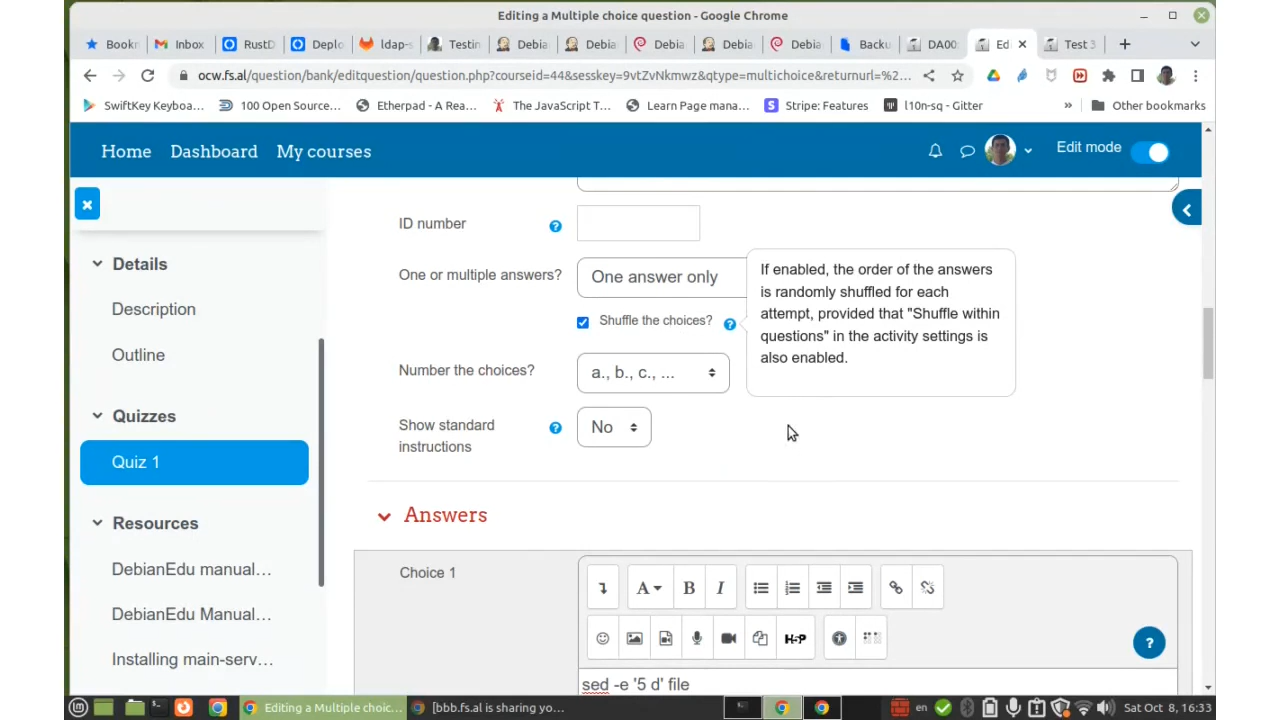 Editing a Multiple choice question - Google Chrome
Bookr Inbox RustD Deplo ldap- Testin Debia Debia Debia Debia Debia Backu DA00 Ed Test 3
ocw.fs.al/question/bank/editquestion/question.php?courseid=44&sesskey=9vtZvNkmwz&qtype=multichoice&returnurl=%2...
SwiftKey Keyboa... 100 Open Source... Etherpad - A Rea... The JavaScript T... Learn Page mana... Stripe: Features l10n-sq - Gitter » Other bookmarks
Home Dashboard My courses Edit mode
ID number
One or multiple answers? One answer only
Shuffle the choices?
If enabled, the order of the answers
is randomly shuffled for each
attempt, provided that "Shuffle within
questions" in the activity settings is
also enabled.
Number the choices? a., b., c., ...
Show standard
instructions
No
Details
Description
Outline
Quizzes
Quiz 1
Resources
DebianEdu manual...
DebianEdu Manual...
Installing main-serv...
Answers
Choice 1
A B I
H-P
?
sed -e '5 d' file
Editing a Multiple choic... [bbb.fs.al is sharing yo... en Sat Oct 8, 16:33